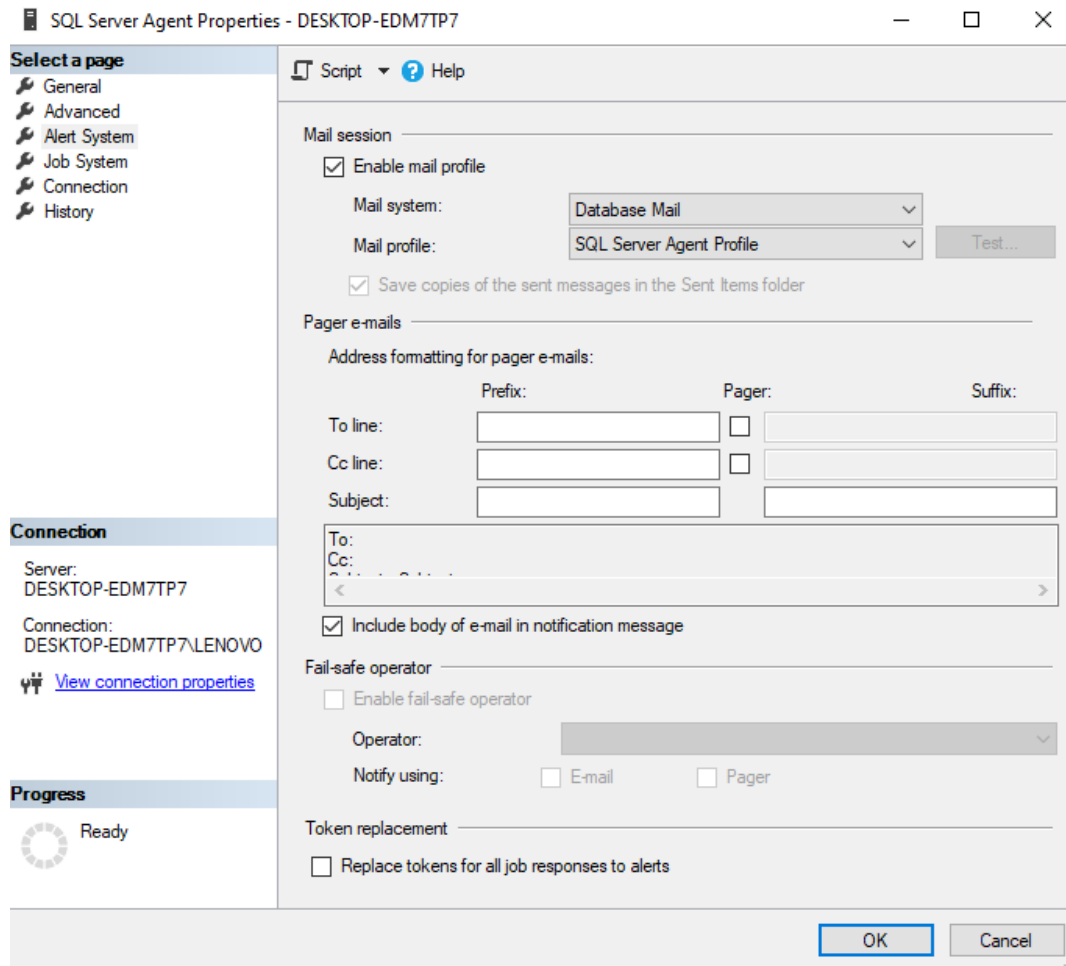 SQL Server Agent Properties - DESKTOP-EDM7TP7
Select a page
General
Advanced
Alert System
Job System
Connection
History
Script
Help
Mail session
Enable mail profile
Mail system:
Database Mail
Mail profile:
SQL Server Agent Profile
Test...
Save copies of the sent messages in the Sent Items folder
Pager e-mails
Address formatting for pager e-mails:
Prefix: Pager: Suffix:
To line:
Cc line:
Subject:
To:
Cc:
Include body of e-mail in notification message
Fail-safe operator
Enable fail-safe operator
Operator:
Notify using: E-mail Pager
Token replacement
Replace tokens for all job responses to alerts
Connection
Server:
DESKTOP-EDM7TP7
Connection:
DESKTOP-EDM7TP7\LENOVO
View connection properties
Progress
Ready
OK Cancel